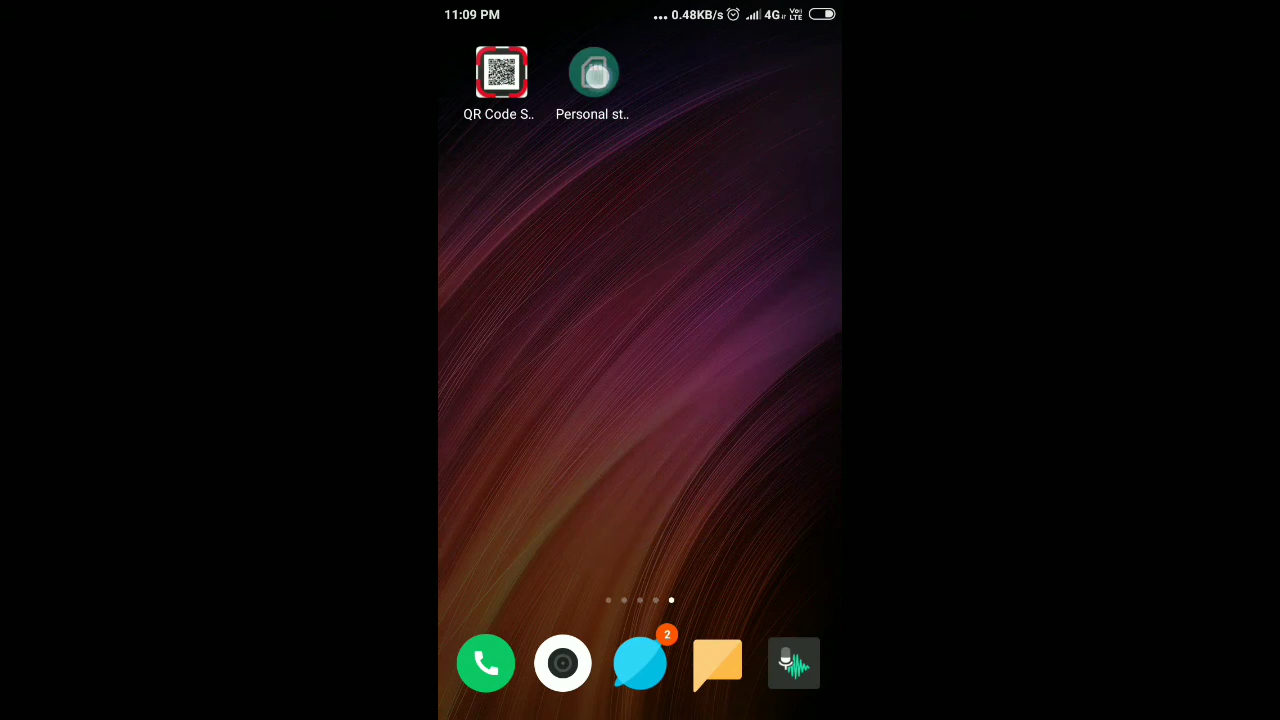 11:09 PM
... 0.48KB/s 4G Vo) LTE
QR Code S..
Personal st..
2